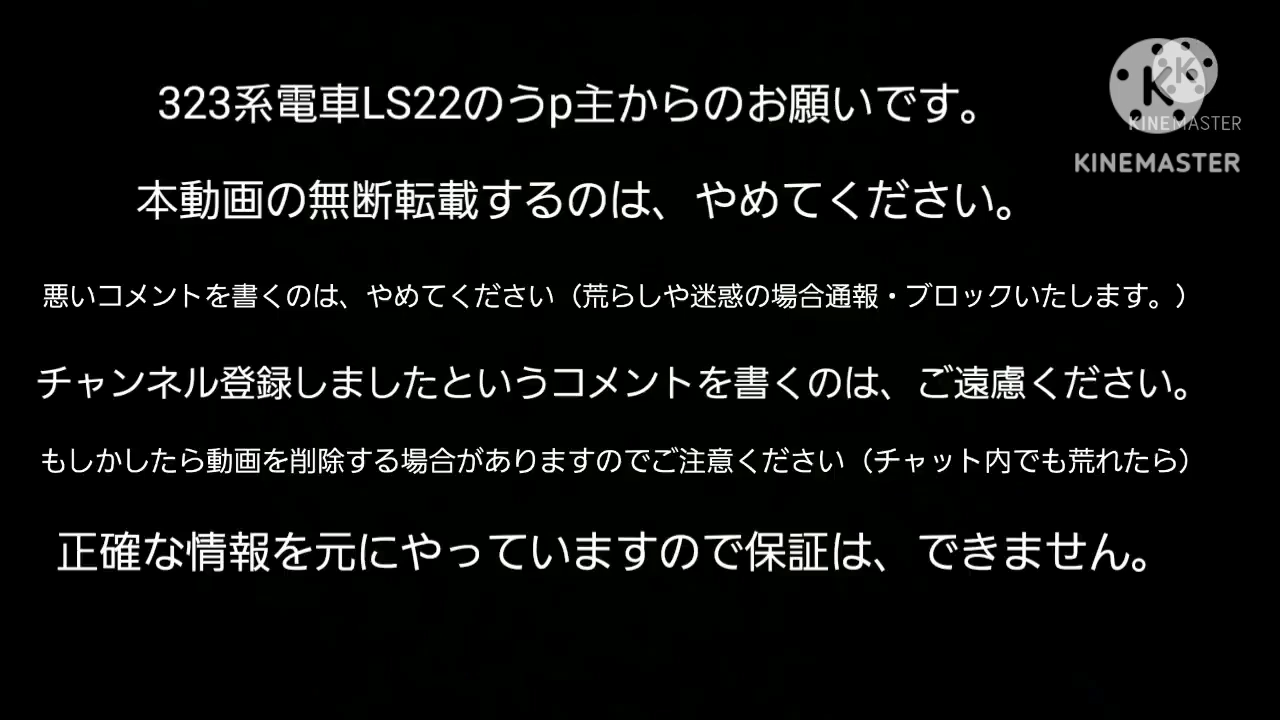 323系電車LS22のうp主からのお願いです。
KINEMASTER
KINEMASTER
本動画の無断転載するのは、やめてください。
悪いコメントを書くのは、やめてください（荒らしや迷惑の場合通報・ブロックいたします。）
チャンネル登録しましたというコメントを書くのは、ご遠慮ください。
もしかしたら動画を削除する場合がありますのでご注意ください（チャット内でも荒れたら）
正確な情報を元にやっていますので保証は、できません。